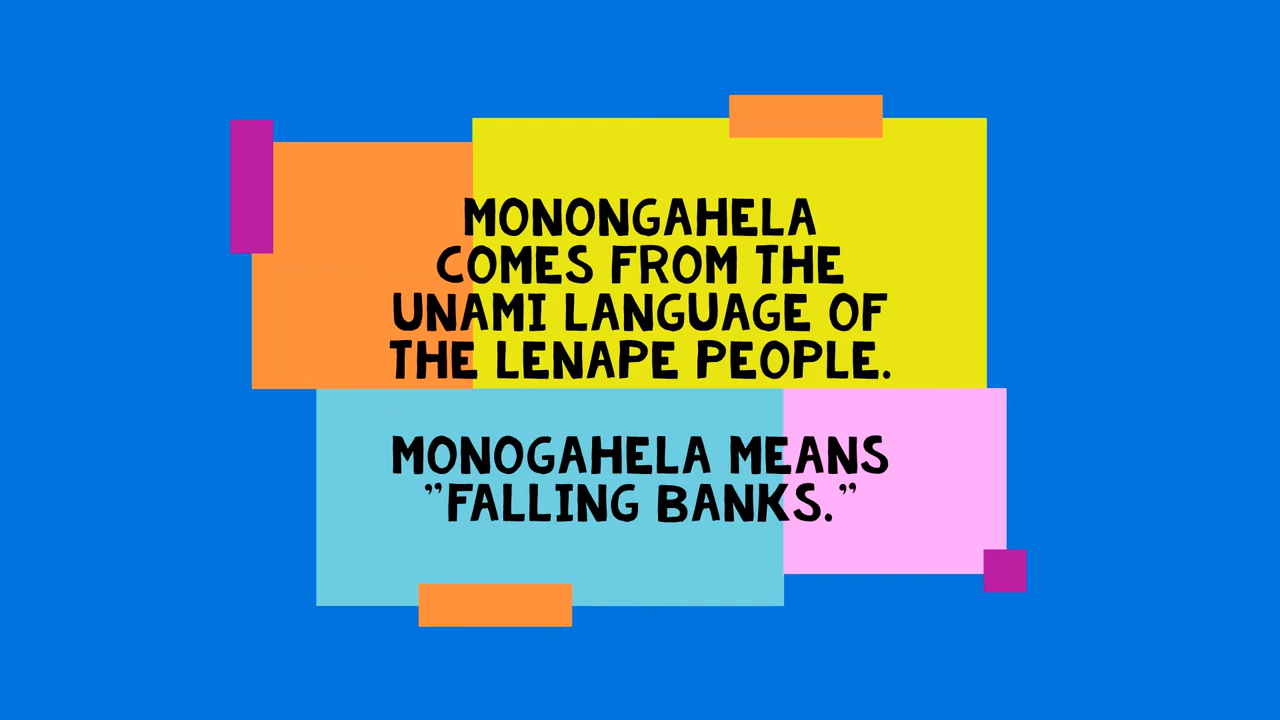 MONONGAHELA
COMES FROM THE
UNAMI LANGUAGE OF
THE LENAPE PEOPLE.
MONOGAHELA MEANS
”FALLING BANKS.”